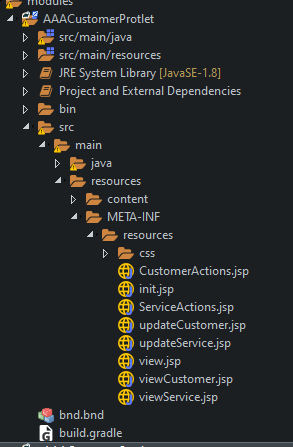 modules
AAACustomerProtlet
src/main/java
src/main/resources
JRE System Library [JavaSE-1.8]
Project and External Dependencies
bin
src
main
java
resources
content
META-INF
resources
css
CustomerActions.jsp
init.jsp
ServiceActions.jsp
updateCustomer.jsp
updateService.jsp
view.jsp
viewCustomer.jsp
viewService.jsp
bnd.bnd
build.gradle